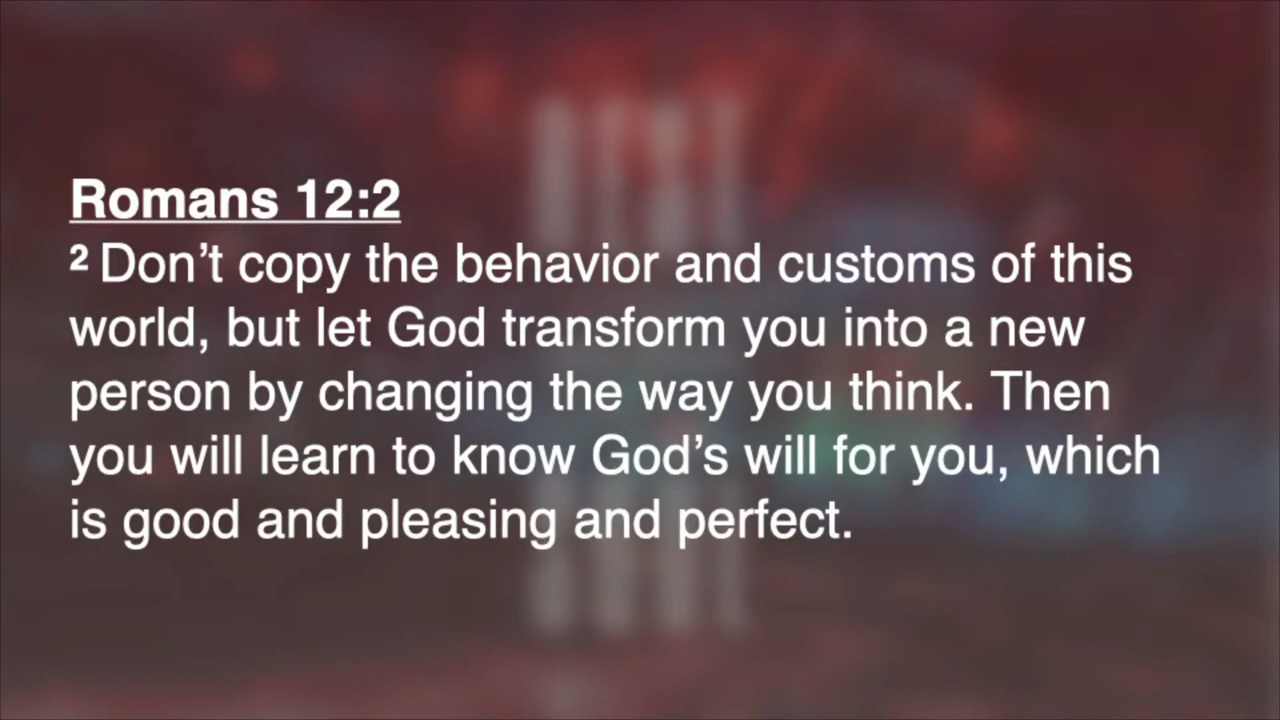 Romans 12:2
² Don’t copy the behavior and customs of this
world, but let God transform you into a new
person by changing the way you think. Then
you will learn to know God’s will for you, which
is good and pleasing and perfect.